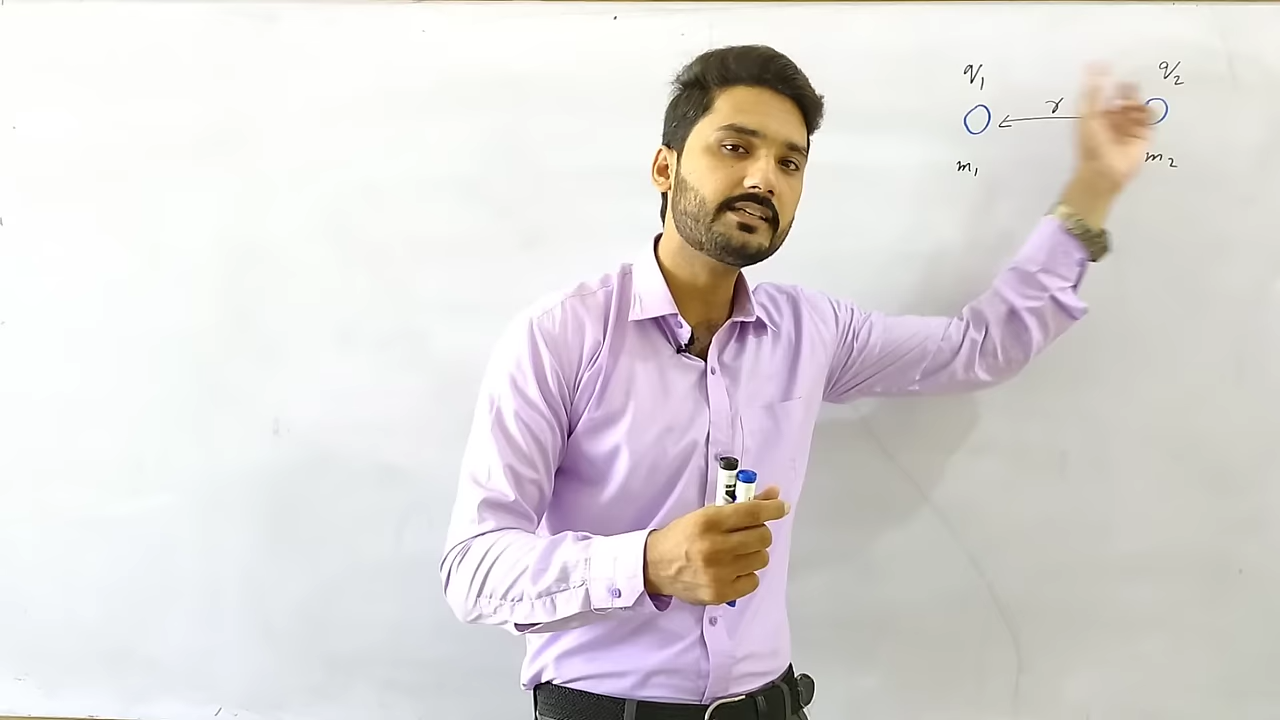 q₁ q₂
r
m₁ m₂